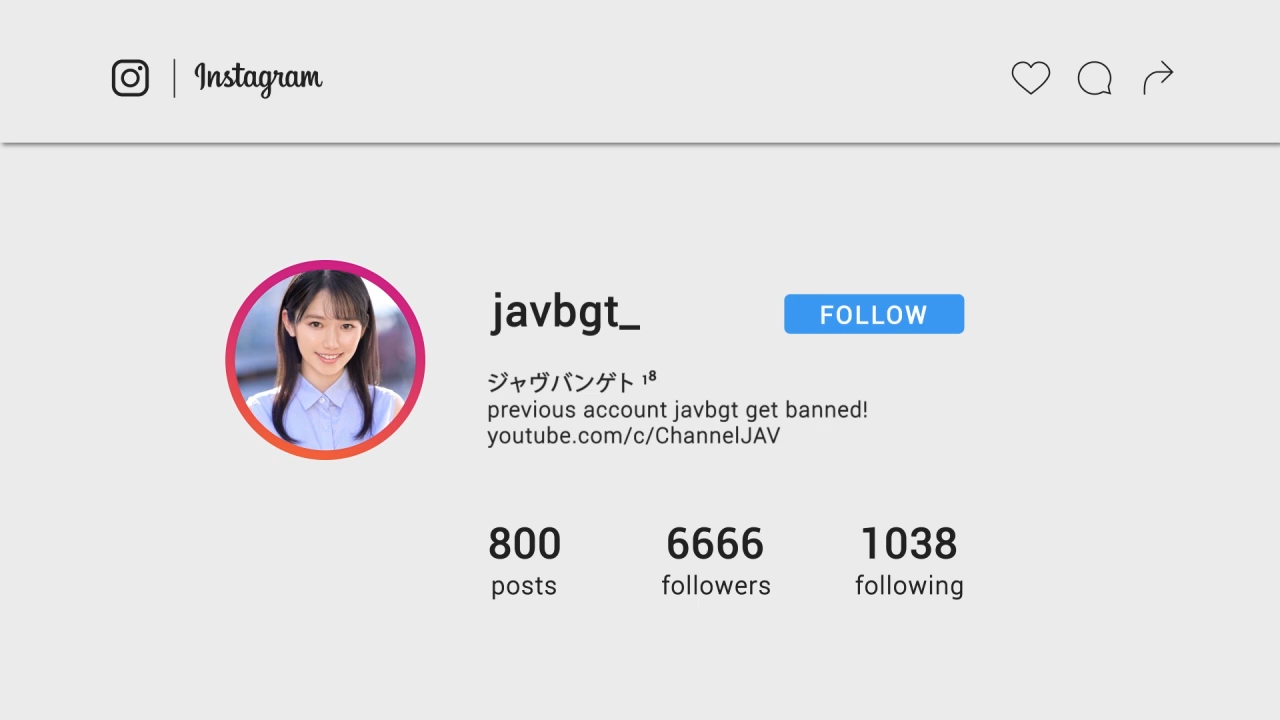 Instagram
javbgt_
FOLLOW
ジャヴバンゲト ¹⁸
previous account javbgt get banned!
youtube.com/c/ChannelJAV
800 6666 1038
posts followers following